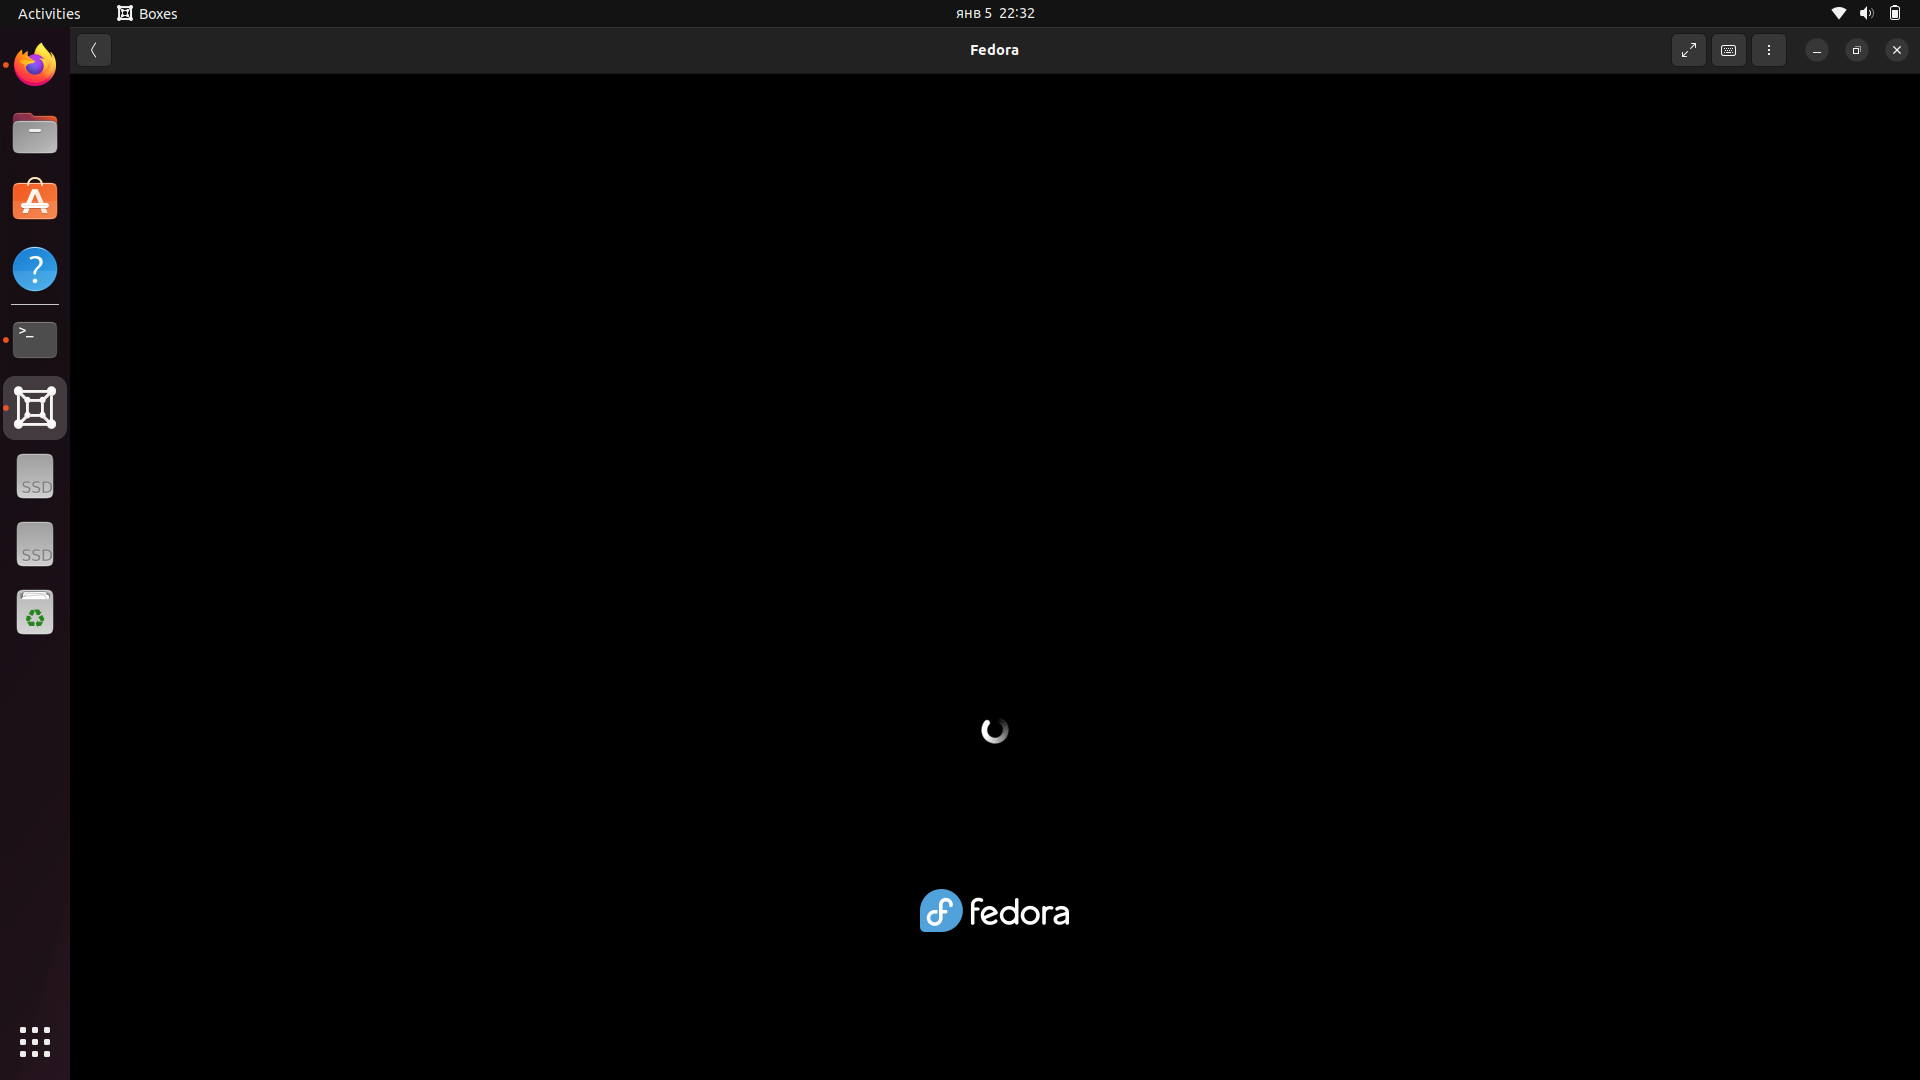 Activities
Boxes
янв 5 22:32
Fedora
>_
SSD
SSD
fedora